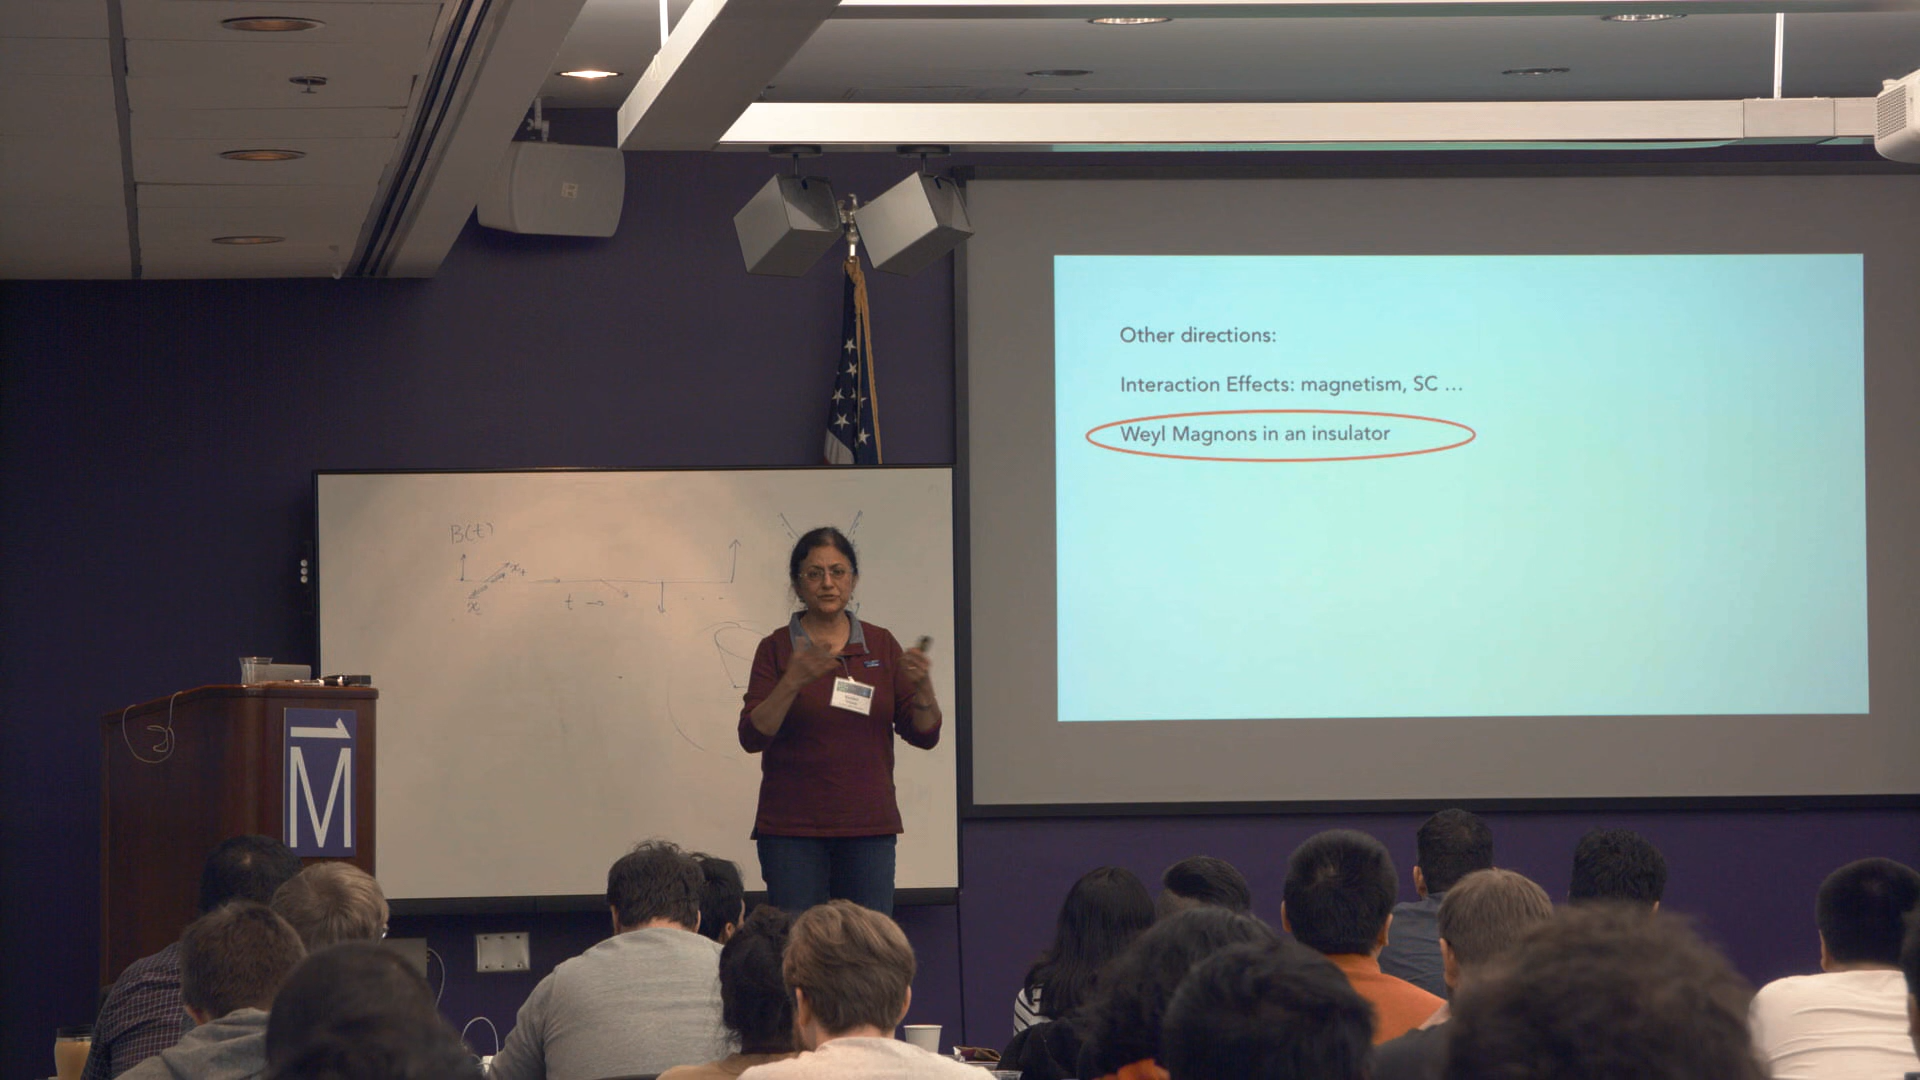 Other directions:
Interaction Effects: magnetism, SC ...
Weyl Magnons in an insulator
B(t)
x+
x
t →
M